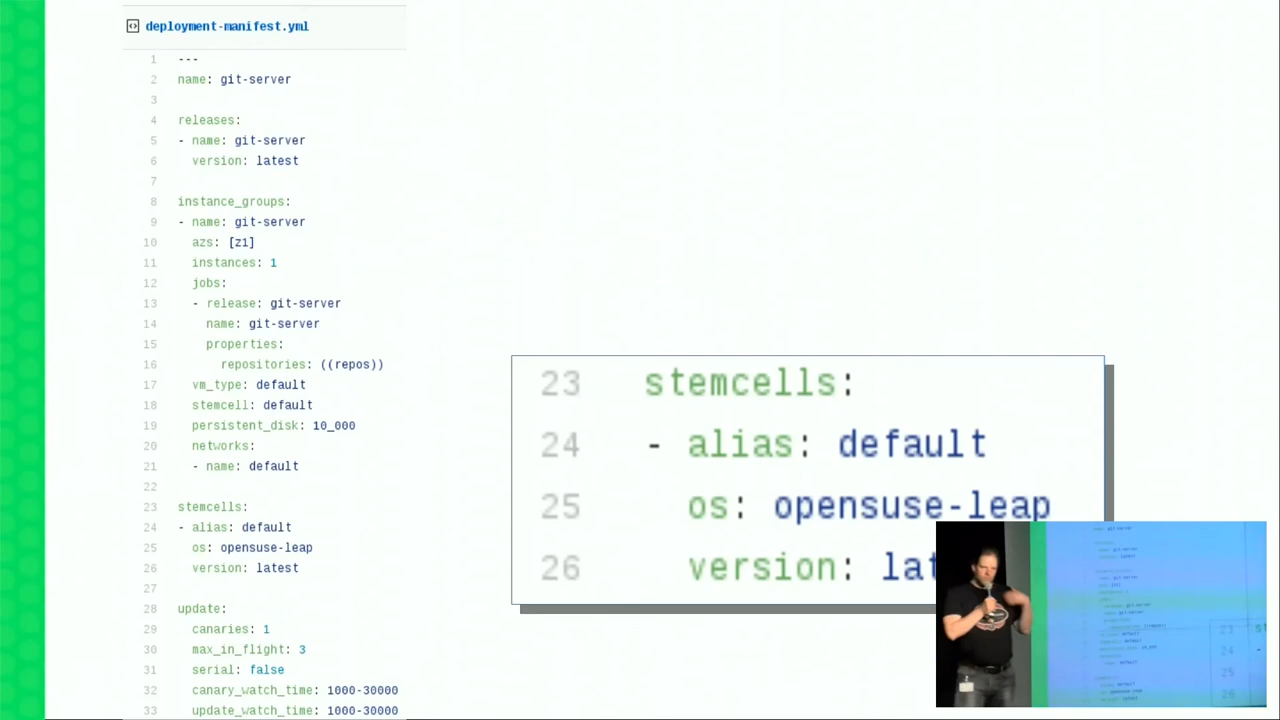 deployment-manifest.yml
1 ---
2 name: git-server
3
4 releases:
5 - name: git-server
6 version: latest
7
8 instance_groups:
9 - name: git-server
10 azs: [z1]
11 instances: 1
12 jobs:
13 - release: git-server
14 name: git-server
15 properties:
16 repositories: ((repos))
17 vm_type: default
18 stemcell: default
19 persistent_disk: 10_000
20 networks:
21 - name: default
22
23 stemcells:
24 - alias: default
25 os: opensuse-leap
26 version: latest
27
28 update:
29 canaries: 1
30 max_in_flight: 3
31 serial: false
32 canary_watch_time: 1000-30000
33 update_watch_time: 1000-30000
23 stemcells:
24 - alias: default
25 os: opensuse-leap
26 version: lat